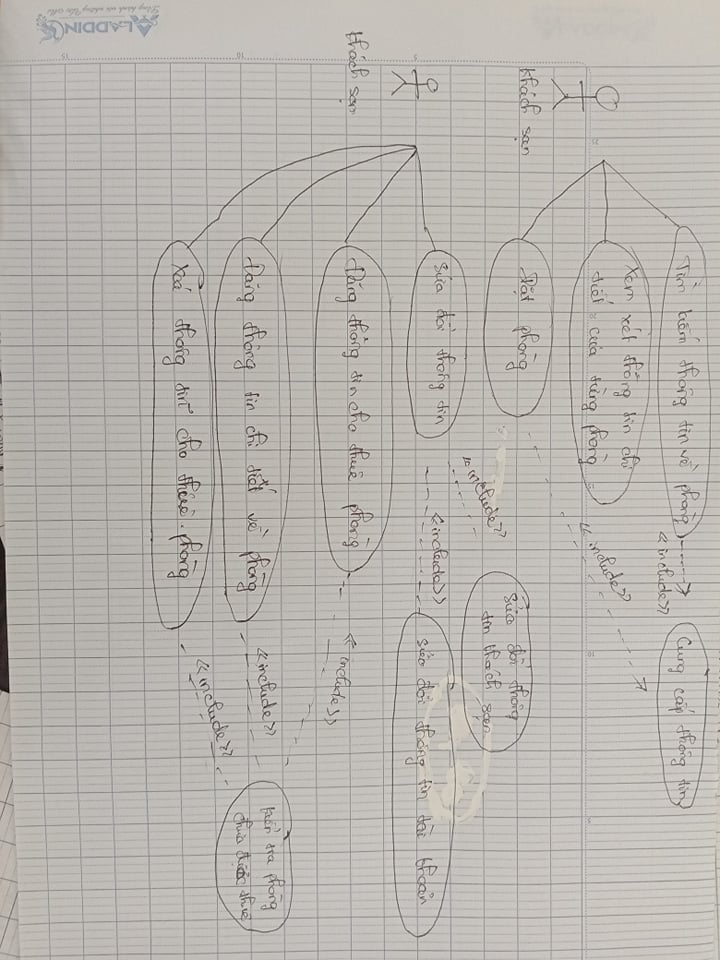 Tìm kiếm thông tin về phòng
<<include>>
Cung cấp thông tin
Xem xét thông tin chi
tiết của từng phòng
<<include>>
khách sạn
Đặt phòng
<<include>>
Sửa đổi thông
tin khách sạn
Sửa đổi thông tin
<<include>>
Sửa đổi thông tin tài khoản
khách sạn
Đăng thông tin cho thuê phòng
<<include>>
Đăng thông tin chi tiết về phòng
<<include>>
kiểm tra phòng
chưa được thuê
Xoá thông tin cho thuê phòng
<<include>>
ALADDIN